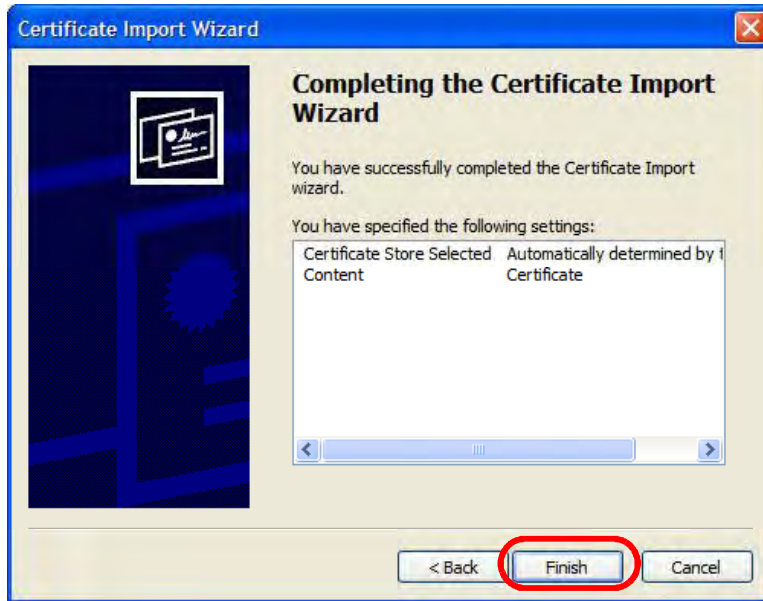 Certificate Import Wizard
Completing the Certificate Import
Wizard
You have successfully completed the Certificate Import
wizard.
You have specified the following settings:
Certificate Store Selected Automatically determined by t
Content Certificate
< Back Finish Cancel